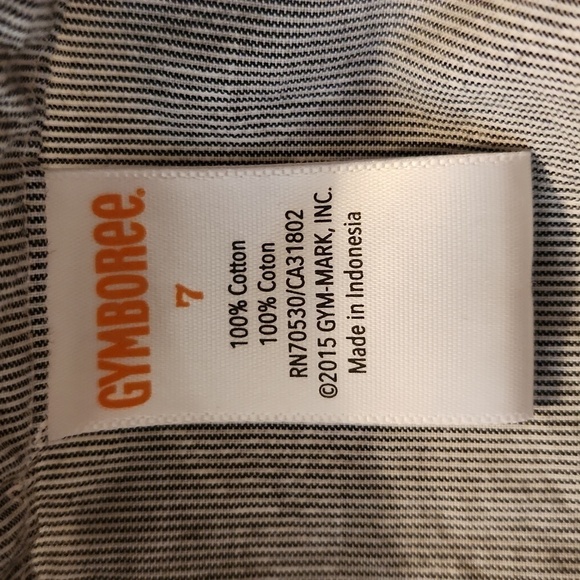 GYMBOREE.
7
100% Cotton
100% Coton
RN70530/CA31802
©2015 GYM-MARK, INC.
Made in Indonesia